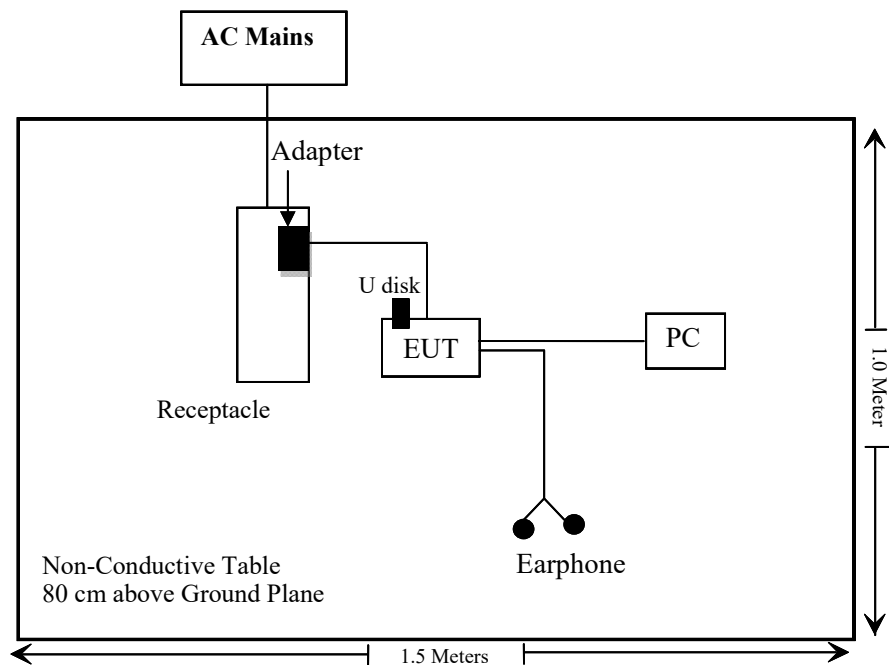 AC Mains
Adapter
U disk
EUT
PC
Receptacle
1.0 Meter
Earphone
Non-Conductive Table
80 cm above Ground Plane
1.5 Meters